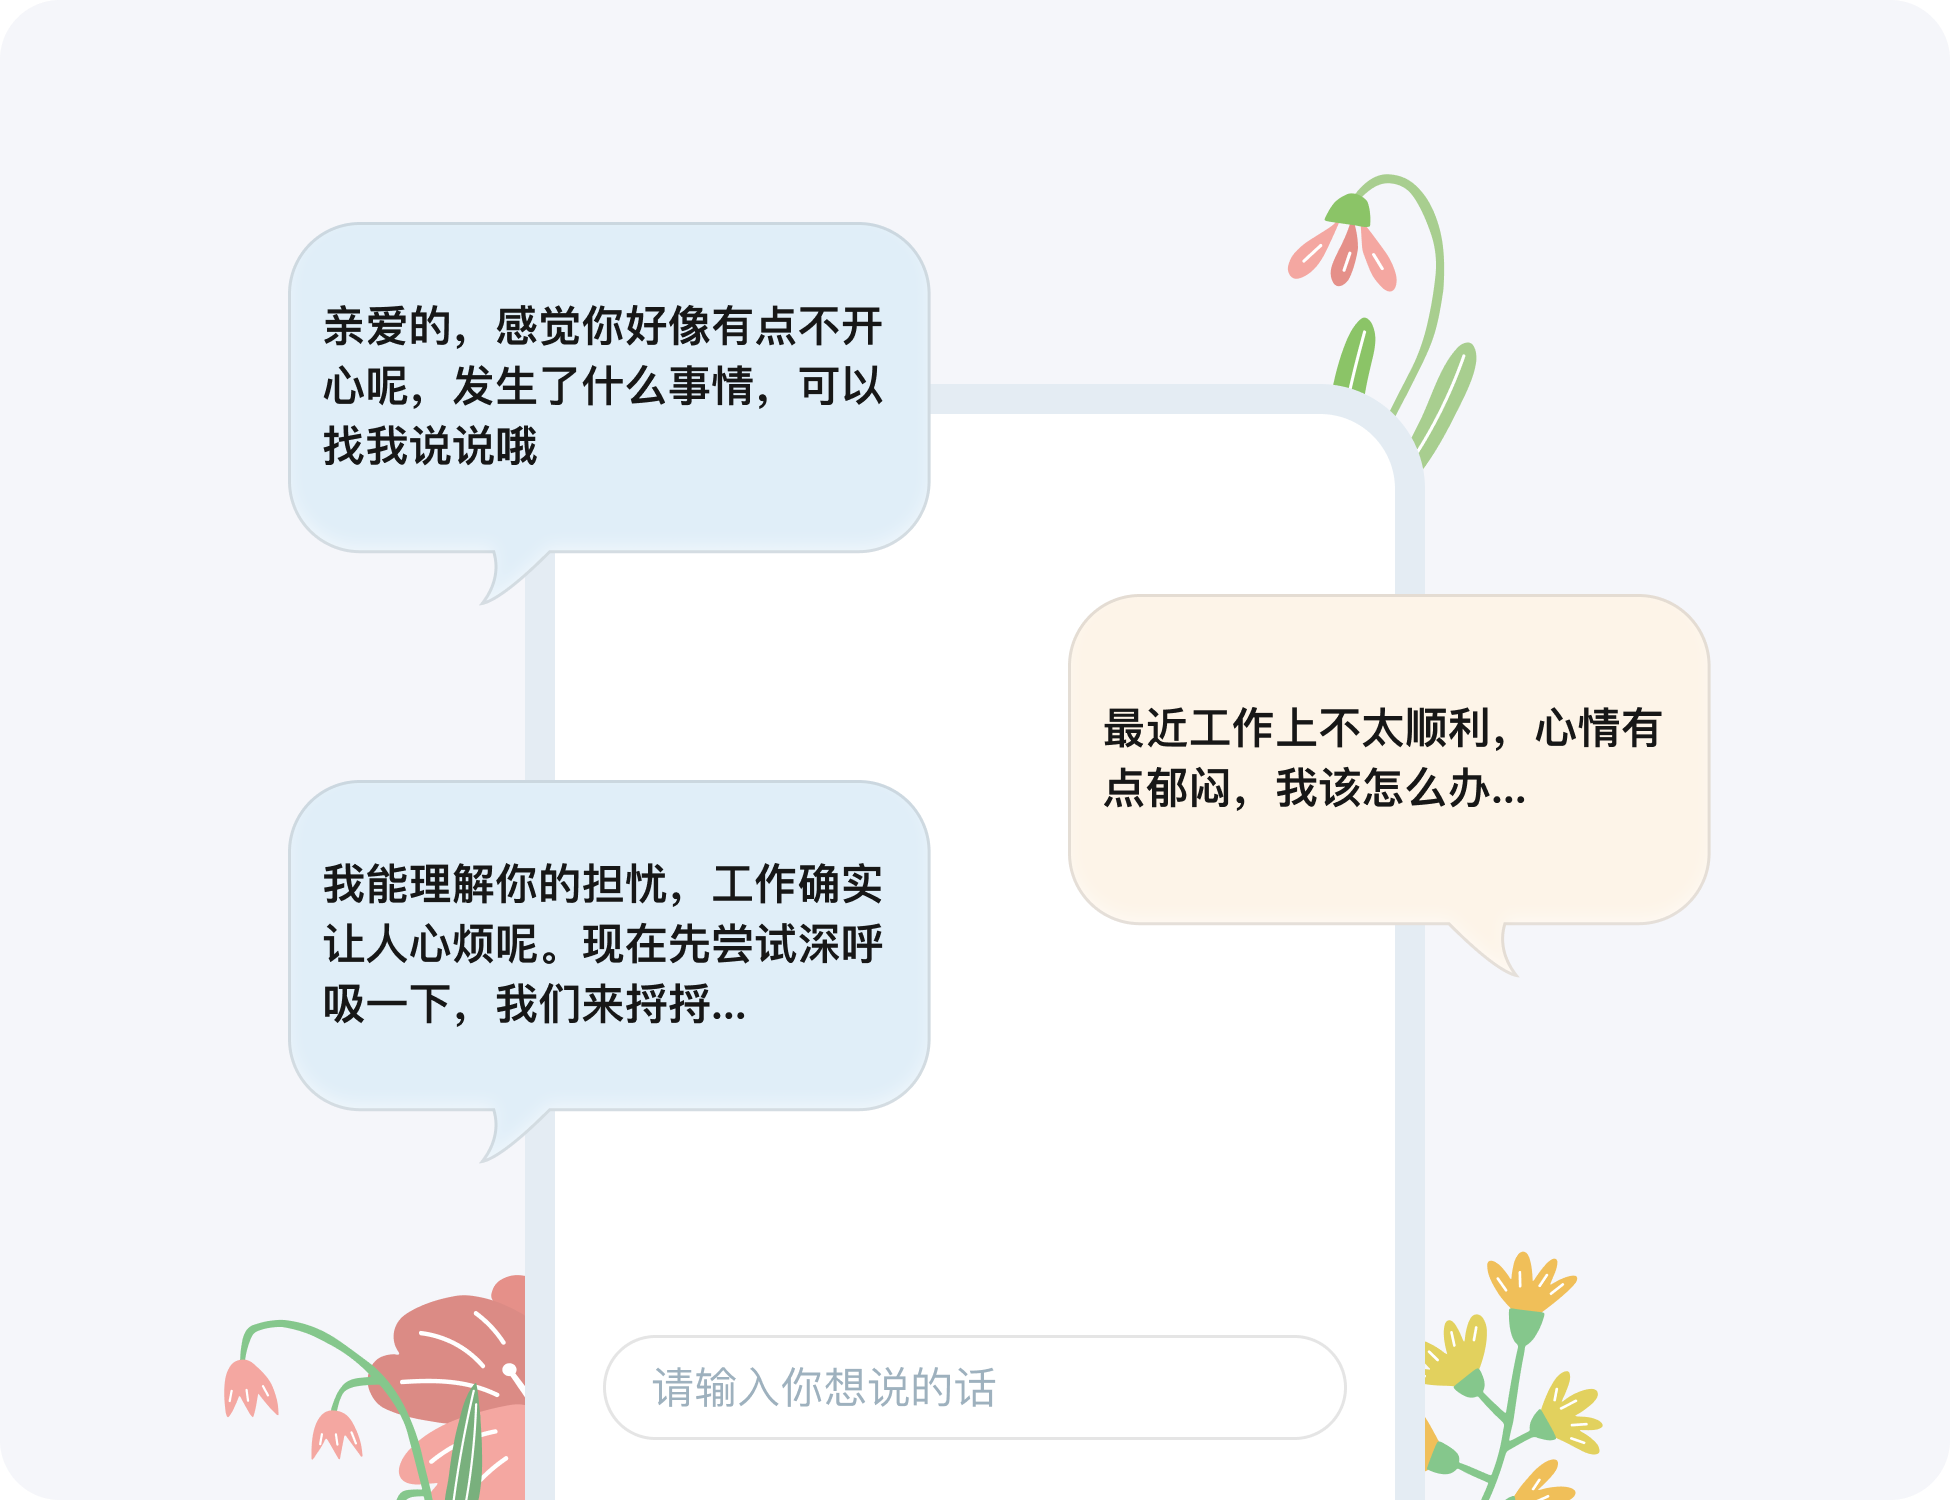 亲爱的，感觉你好像有点不开
心呢，发生了什么事情，可以
找我说说哦
最近工作上不太顺利，心情有
点郁闷，我该怎么办...
我能理解你的担忧，工作确实
让人心烦呢。现在先尝试深呼
吸一下，我们来捋捋...
请输入你想说的话